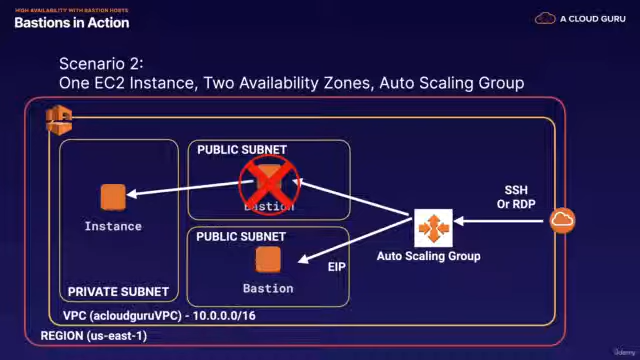 HIGH AVAILABILITY WITH BASTION HOSTS
Bastions in Action
A CLOUD GURU
Scenario 2:
One EC2 Instance, Two Availability Zones, Auto Scaling Group
PUBLIC SUBNET
Bastion
Instance
SSH
Or RDP
PUBLIC SUBNET
Auto Scaling Group
EIP
Bastion
PRIVATE SUBNET
VPC (acloudguruVPC) - 10.0.0.0/16
REGION (us-east-1)
Udemy